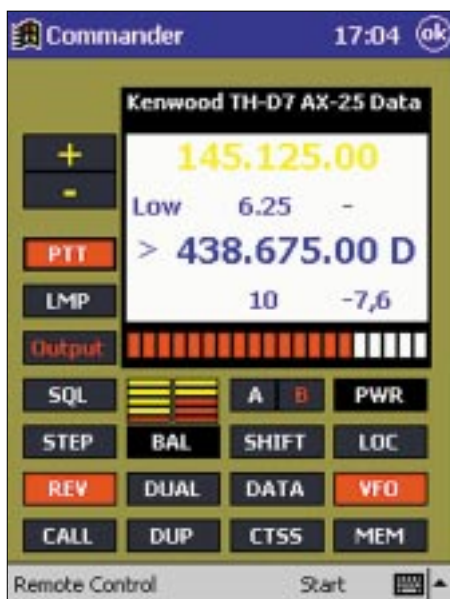 Commander 17:04 ok
Kenwood TH-D7 AX-25 Data
+
145.125.00
-
Low 6.25 -
PTT > 438.675.00 D
LMP 10 -7,6
Output
SQL A B PWR
STEP BAL SHIFT LOC
REV DUAL DATA VFO
CALL DUP CTSS MEM
Remote Control Start